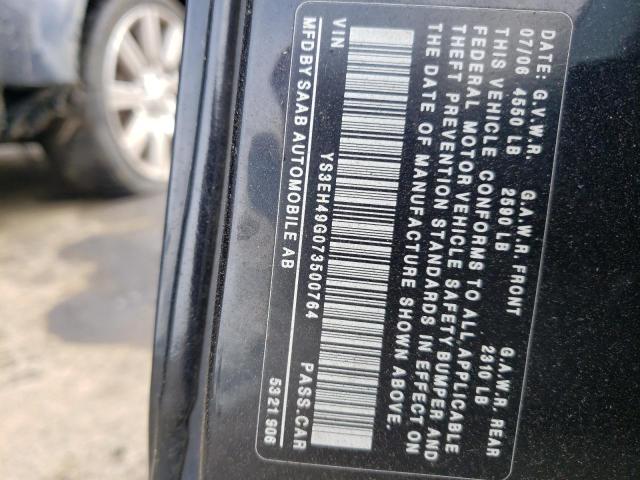 DATE: G.V.W.R. G.A.W.R. FRONT G.A.W.R. REAR
07/06 4550 LB 2590 LB 2310 LB
THIS VEHICLE CONFORMS TO ALL APPLICABLE
FEDERAL MOTOR VEHICLE SAFETY BUMPER AND
THEFT PREVENTION STANDARDS IN EFFECT ON
THE DATE OF MANUFACTURE SHOWN ABOVE.
VIN YS3EH49G073500764 PASS.CAR
MFD BY SAAB AUTOMOBILE AB 5321906